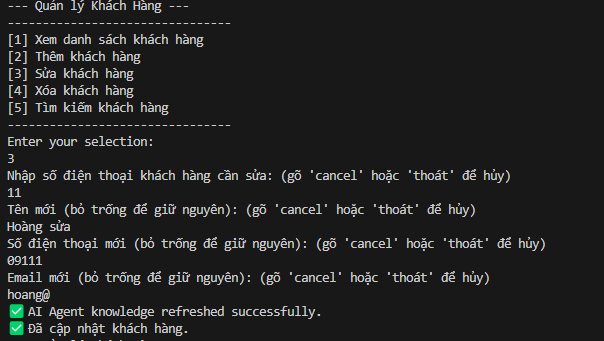 --- Quản lý Khách Hàng ---
--------------------------------
[1] Xem danh sách khách hàng
[2] Thêm khách hàng
[3] Sửa khách hàng
[4] Xóa khách hàng
[5] Tìm kiếm khách hàng
--------------------------------
Enter your selection:
3
Nhập số điện thoại khách hàng cần sửa: (gõ 'cancel' hoặc 'thoát' để hủy)
11
Tên mới (bỏ trống để giữ nguyên): (gõ 'cancel' hoặc 'thoát' để hủy)
Hoàng sửa
Số điện thoại mới (bỏ trống để giữ nguyên): (gõ 'cancel' hoặc 'thoát' để hủy)
09111
Email mới (bỏ trống để giữ nguyên): (gõ 'cancel' hoặc 'thoát' để hủy)
hoang@
✅ AI Agent knowledge refreshed successfully.
✅ Đã cập nhật khách hàng.